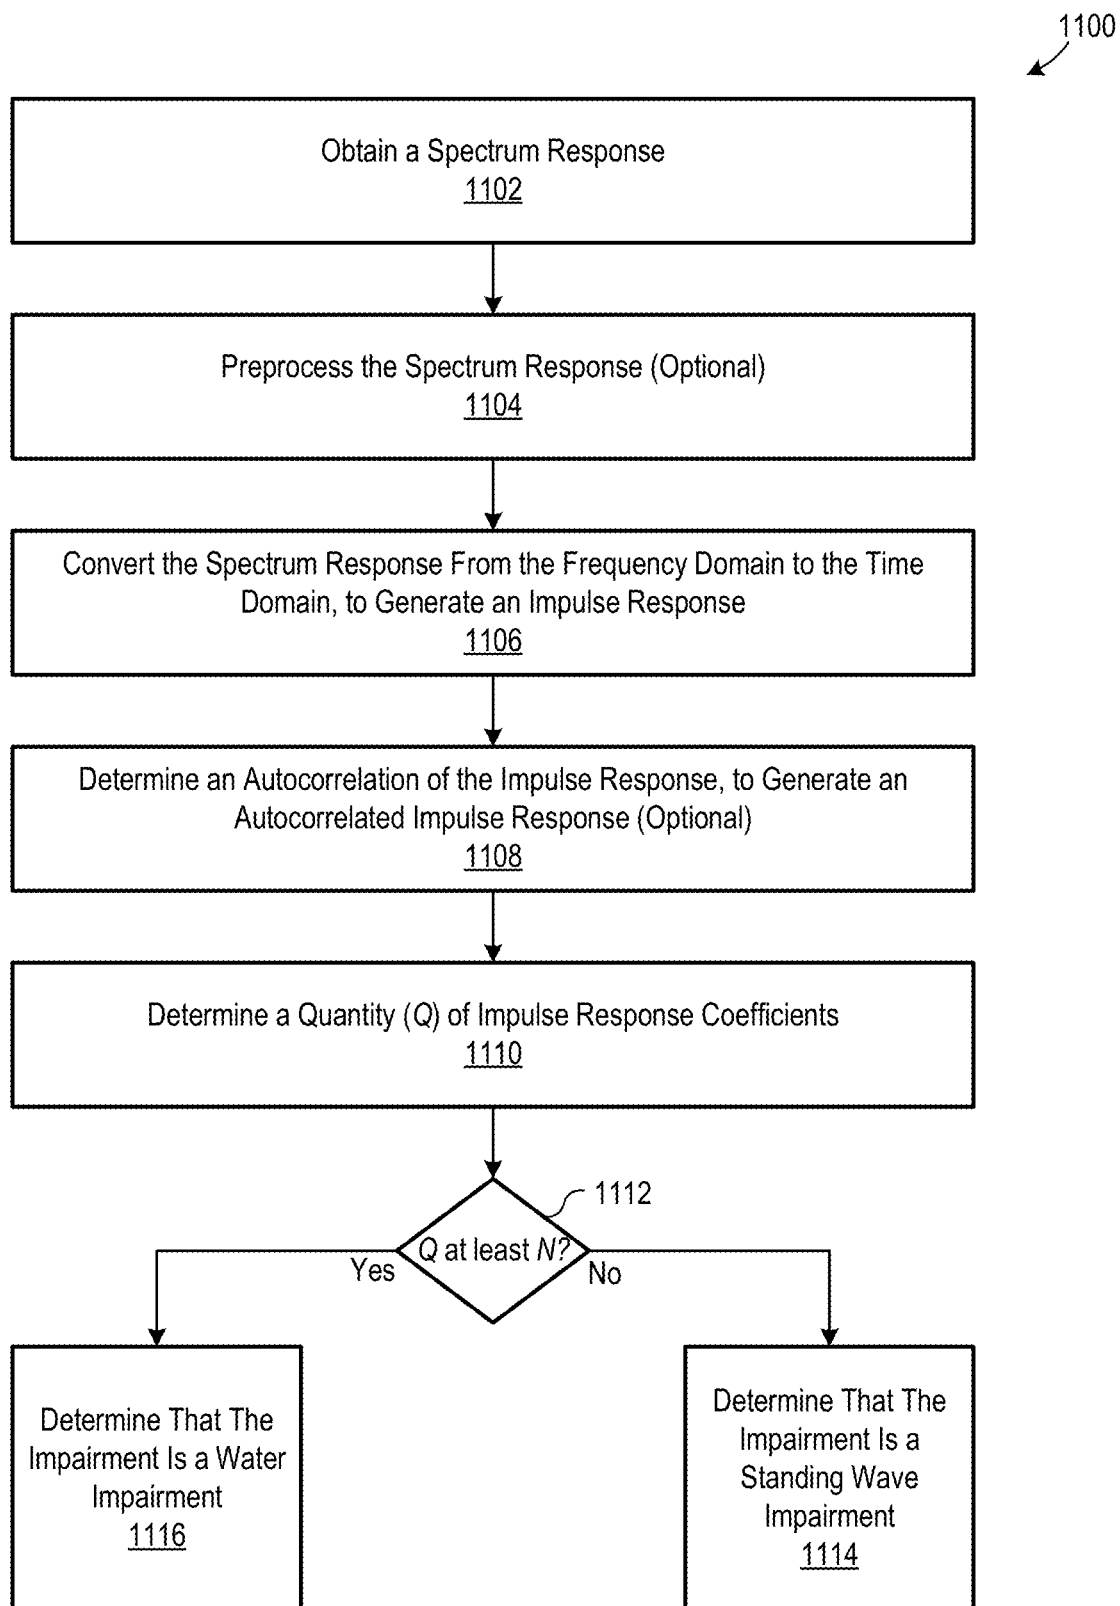 1100
Obtain a Spectrum Response
1102
Preprocess the Spectrum Response (Optional)
1104
Convert the Spectrum Response From the Frequency Domain to the Time
Domain, to Generate an Impulse Response
1106
Determine an Autocorrelation of the Impulse Response, to Generate an
Autocorrelated Impulse Response (Optional)
1108
Determine a Quantity (Q) of Impulse Response Coefficients
1110
1112
Q at least N?
Yes
No
Determine That The
Impairment Is a Water
Impairment
1116
Determine That The
Impairment Is a
Standing Wave
Impairment
1114